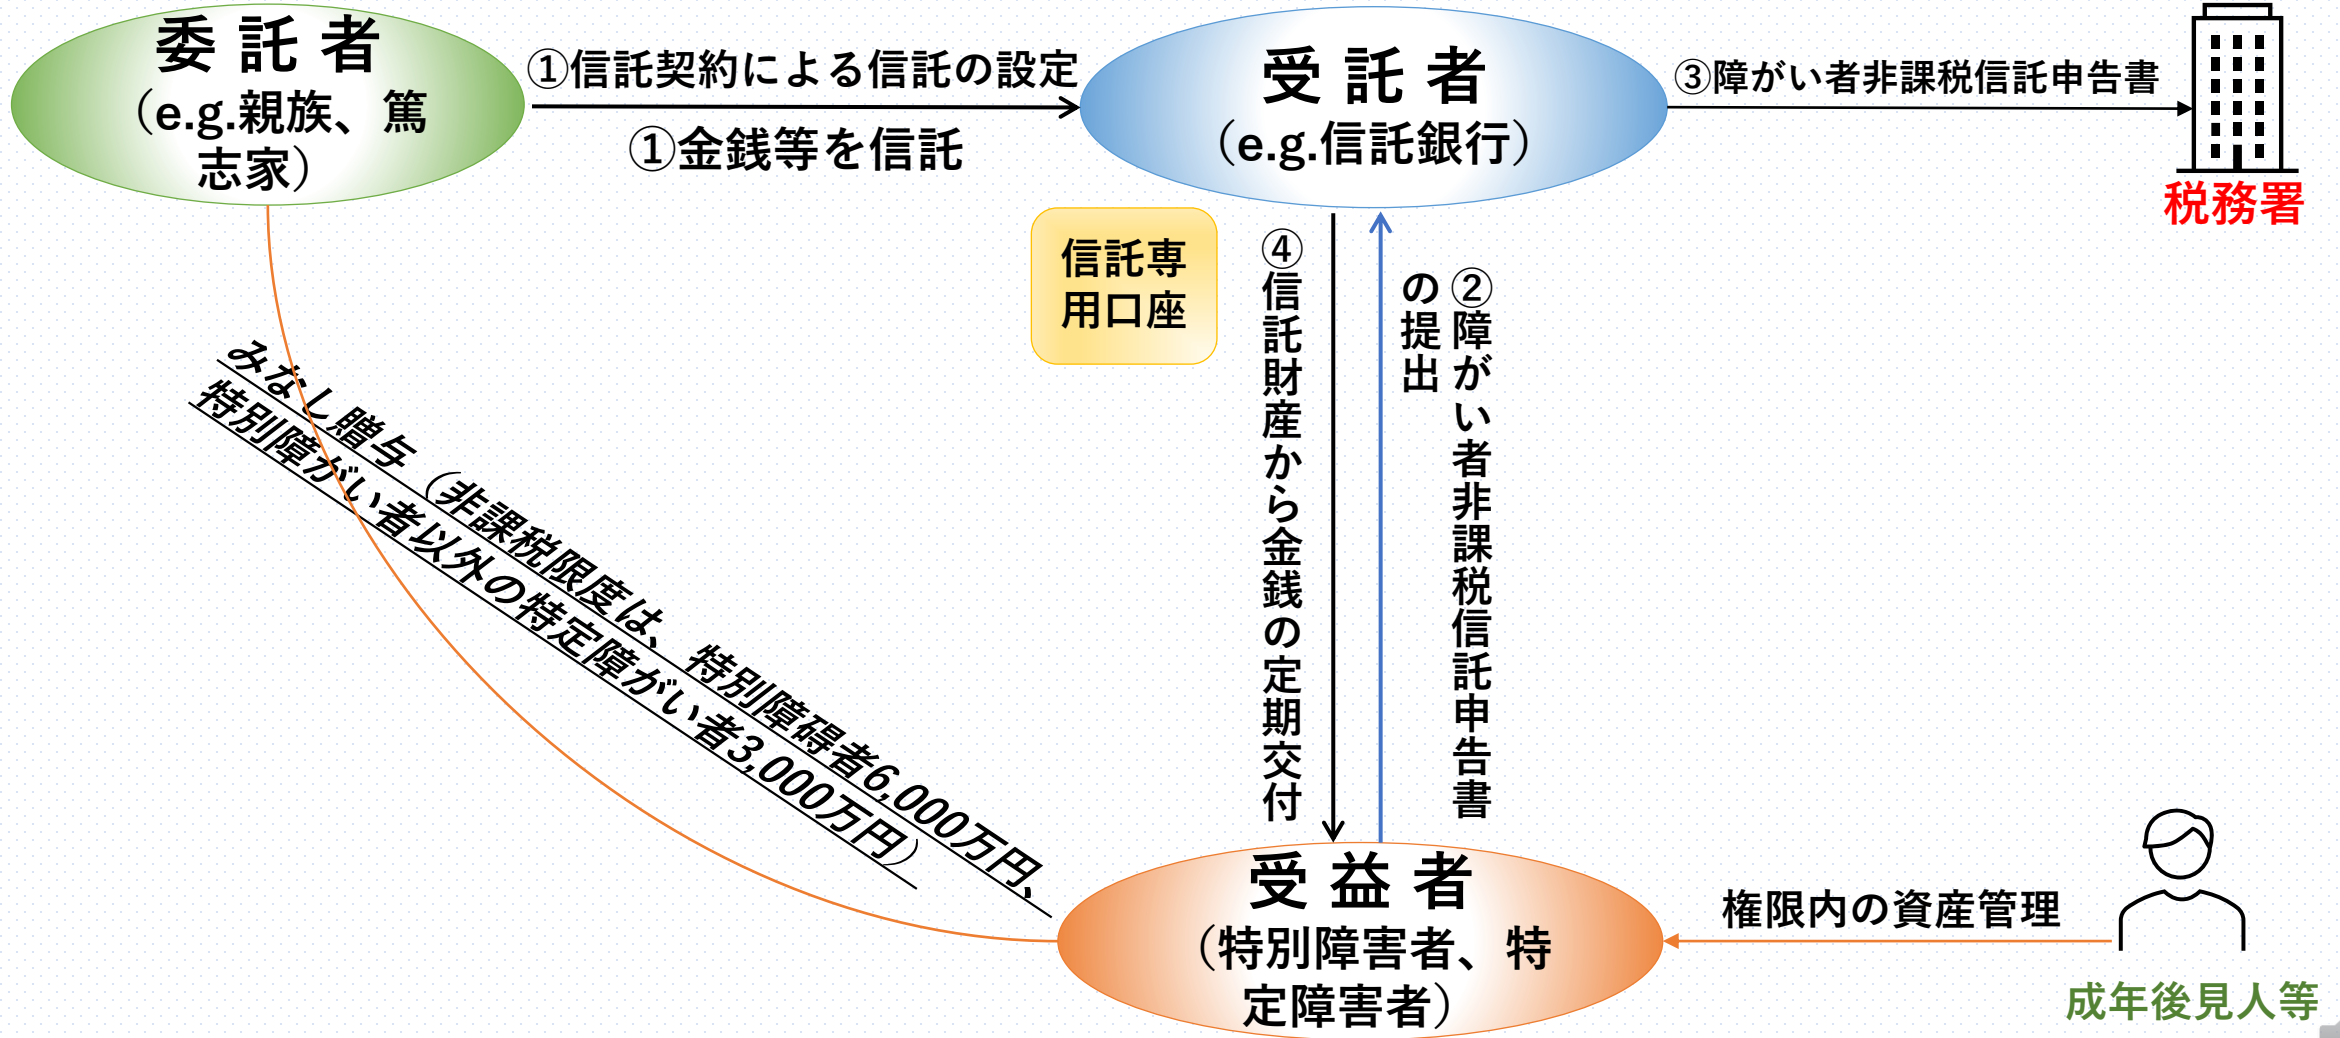 委託者
（e.g.親族、篤
志家）
①信託契約による信託の設定
①金銭等を信託
受託者
（e.g.信託銀行）
③障がい者非課税信託申告書
税務署
信託専
用口座
④信託財産から金銭の定期交付
②障がい者非課税信託申告書
の提出
みなし贈与（非課税限度は、特別障碍者6,000万円、
特別障がい者以外の特定障がい者3,000万円）
受益者
（特別障害者、特
定障害者）
権限内の資産管理
成年後見人等